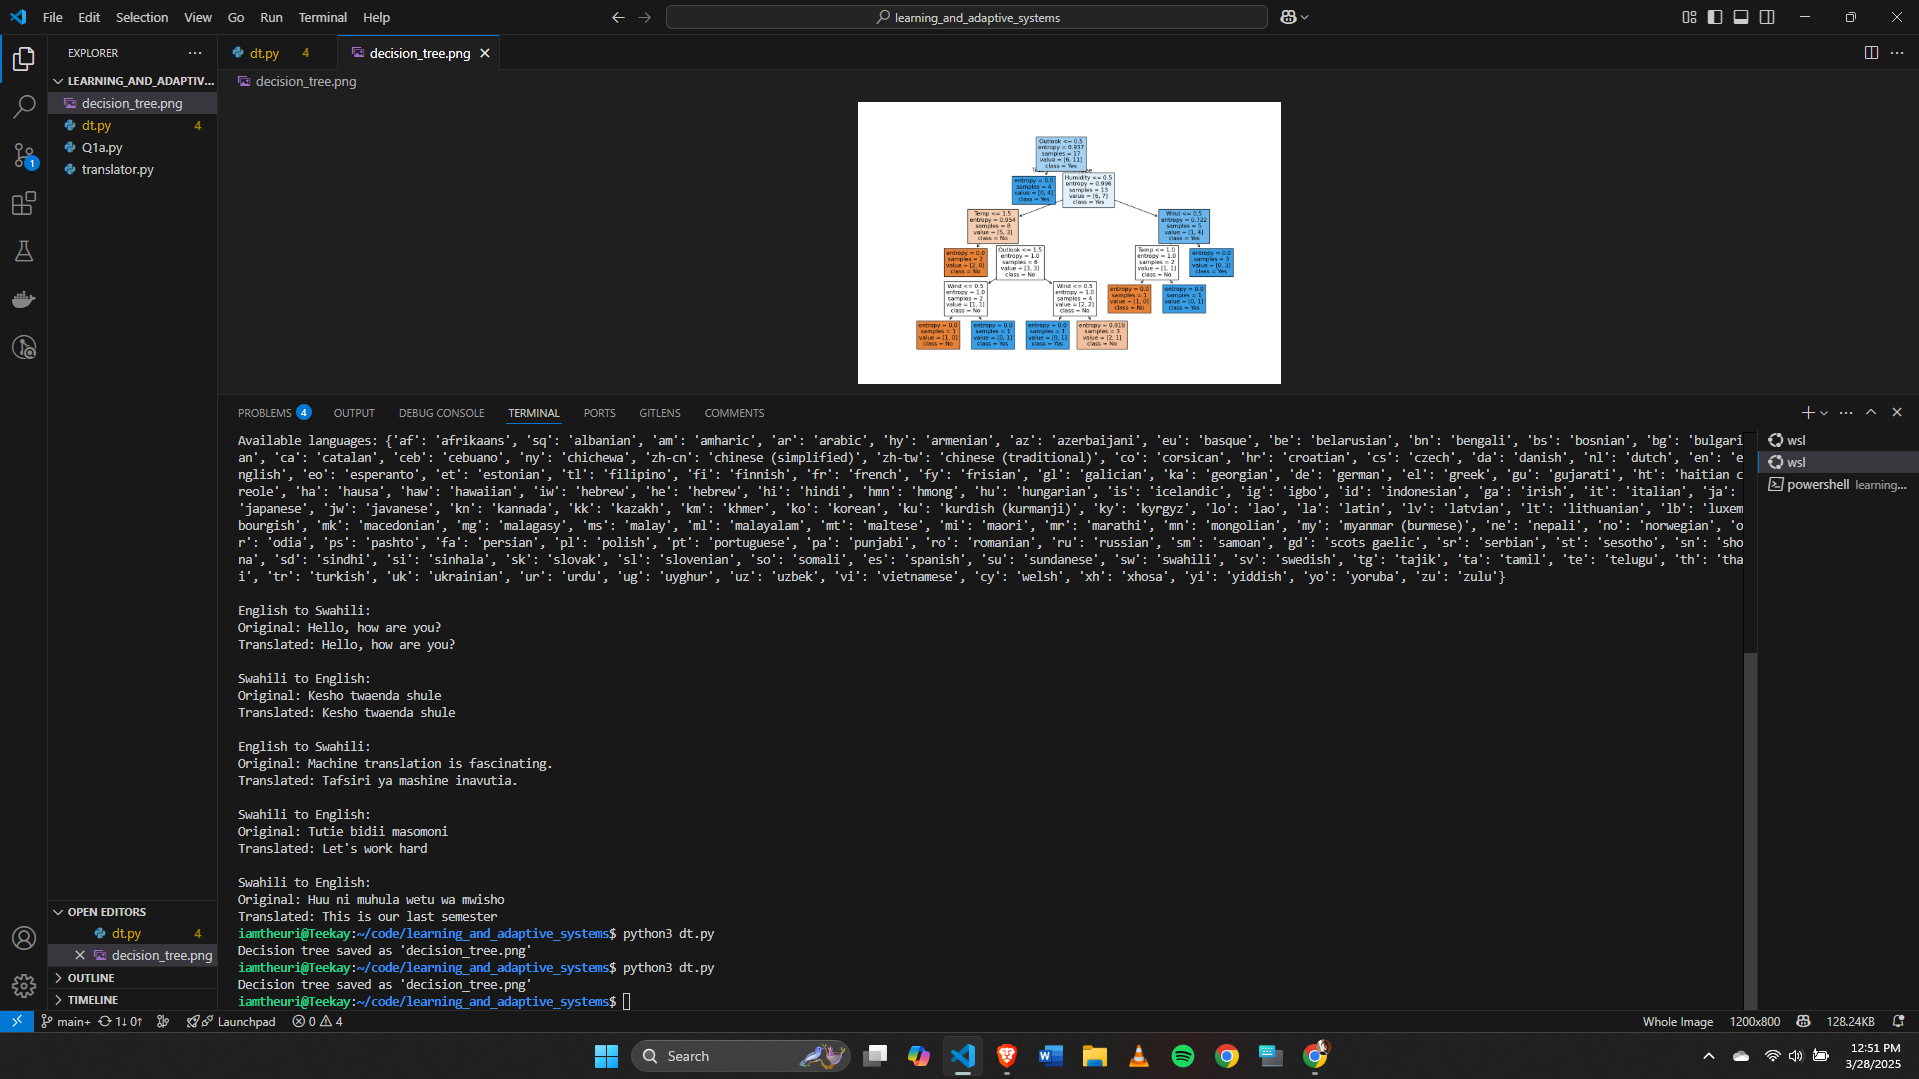 File Edit Selection View Go Run Terminal Help
learning_and_adaptive_systems
EXPLORER
LEARNING_AND_ADAPTIV...
decision_tree.png
dt.py 4
Q1a.py
translator.py
dt.py 4
decision_tree.png
decision_tree.png
Outlook <= 0.5
entropy = 0.937
samples = 17
value = [6, 11]
class = Yes
entropy = 0.0
samples = 4
value = [0, 4]
class = Yes
Humidity <= 0.5
entropy = 0.996
samples = 13
value = [6, 7]
class = Yes
Temp <= 1.5
entropy = 0.954
samples = 8
value = [5, 3]
class = No
Wind <= 0.5
entropy = 0.722
samples = 5
value = [1, 4]
class = Yes
entropy = 0.0
samples = 2
value = [2, 0]
class = No
Outlook <= 1.5
entropy = 1.0
samples = 6
value = [3, 3]
class = No
Temp <= 1.0
entropy = 1.0
samples = 2
value = [1, 1]
class = No
entropy = 0.0
samples = 3
value = [0, 3]
class = Yes
Wind <= 0.5
entropy = 1.0
samples = 2
value = [1, 1]
class = No
Wind <= 0.5
entropy = 1.0
samples = 4
value = [2, 2]
class = No
entropy = 0.0
samples = 1
value = [1, 0]
class = No
entropy = 0.0
samples = 1
value = [0, 1]
class = Yes
entropy = 0.0
samples = 1
value = [1, 0]
class = No
entropy = 0.0
samples = 1
value = [0, 1]
class = Yes
entropy = 0.0
samples = 1
value = [0, 1]
class = Yes
entropy = 0.918
samples = 3
value = [2, 1]
class = No
PROBLEMS 4 OUTPUT DEBUG CONSOLE TERMINAL PORTS GITLENS COMMENTS
Available languages: {'af': 'afrikaans', 'sq': 'albanian', 'am': 'amharic', 'ar': 'arabic', 'hy': 'armenian', 'az': 'azerbaijani', 'eu': 'basque', 'be': 'belarusian', 'bn': 'bengali', 'bs': 'bosnian', 'bg': 'bulgari
an', 'ca': 'catalan', 'ceb': 'cebuano', 'ny': 'chichewa', 'zh-cn': 'chinese (simplified)', 'zh-tw': 'chinese (traditional)', 'co': 'corsican', 'hr': 'croatian', 'cs': 'czech', 'da': 'danish', 'nl': 'dutch', 'en': 'e
nglish', 'eo': 'esperanto', 'et': 'estonian', 'tl': 'filipino', 'fi': 'finnish', 'fr': 'french', 'fy': 'frisian', 'gl': 'galician', 'ka': 'georgian', 'de': 'german', 'el': 'greek', 'gu': 'gujarati', 'ht': 'haitian c
reole', 'ha': 'hausa', 'haw': 'hawaiian', 'iw': 'hebrew', 'he': 'hebrew', 'hi': 'hindi', 'hmn': 'hmong', 'hu': 'hungarian', 'is': 'icelandic', 'ig': 'igbo', 'id': 'indonesian', 'ga': 'irish', 'it': 'italian', 'ja':
'japanese', 'jw': 'javanese', 'kn': 'kannada', 'kk': 'kazakh', 'km': 'khmer', 'ko': 'korean', 'ku': 'kurdish (kurmanji)', 'ky': 'kyrgyz', 'lo': 'lao', 'la': 'latin', 'lv': 'latvian', 'lt': 'lithuanian', 'lb': 'luxem
bourgish', 'mk': 'macedonian', 'mg': 'malagasy', 'ms': 'malay', 'ml': 'malayalam', 'mt': 'maltese', 'mi': 'maori', 'mr': 'marathi', 'mn': 'mongolian', 'my': 'myanmar (burmese)', 'ne': 'nepali', 'no': 'norwegian', 'o
r': 'odia', 'ps': 'pashto', 'fa': 'persian', 'pl': 'polish', 'pt': 'portuguese', 'pa': 'punjabi', 'ro': 'romanian', 'ru': 'russian', 'sm': 'samoan', 'gd': 'scots gaelic', 'sr': 'serbian', 'st': 'sesotho', 'sn': 'sho
na', 'sd': 'sindhi', 'si': 'sinhala', 'sk': 'slovak', 'sl': 'slovenian', 'so': 'somali', 'es': 'spanish', 'su': 'sundanese', 'sw': 'swahili', 'sv': 'swedish', 'tg': 'tajik', 'ta': 'tamil', 'te': 'telugu', 'th': 'tha
i', 'tr': 'turkish', 'uk': 'ukrainian', 'ur': 'urdu', 'ug': 'uyghur', 'uz': 'uzbek', 'vi': 'vietnamese', 'cy': 'welsh', 'xh': 'xhosa', 'yi': 'yiddish', 'yo': 'yoruba', 'zu': 'zulu'}
English to Swahili:
Original: Hello, how are you?
Translated: Hello, how are you?
Swahili to English:
Original: Kesho twaenda shule
Translated: Kesho twaenda shule
English to Swahili:
Original: Machine translation is fascinating.
Translated: Tafsiri ya mashine inavutia.
Swahili to English:
Original: Tutie bidii masomoni
Translated: Let's work hard
Swahili to English:
Original: Huu ni muhula wetu wa mwisho
Translated: This is our last semester
iamtheuri@Teekay:~/code/learning_and_adaptive_systems$ python3 dt.py
Decision tree saved as 'decision_tree.png'
iamtheuri@Teekay:~/code/learning_and_adaptive_systems$ python3 dt.py
Decision tree saved as 'decision_tree.png'
iamtheuri@Teekay:~/code/learning_and_adaptive_systems$
wsl
wsl
powershell learning...
OPEN EDITORS
dt.py 4
decision_tree.png
OUTLINE
TIMELINE
1
main+ 1↓ 0↑ Launchpad 0 4
Whole Image 1200x800 128.24KB
Search
12:51 PM
3/28/2025